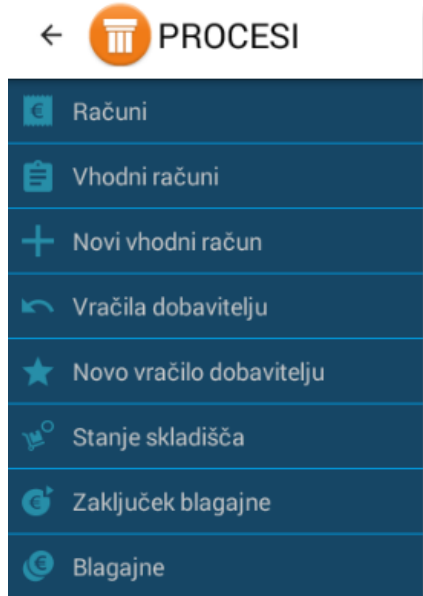 PROCESI
Računi
Vhodni računi
Novi vhodni račun
Vračila dobavitelju
Novo vračilo dobavitelju
Stanje skladišča
Zaključek blagajne
Blagajne